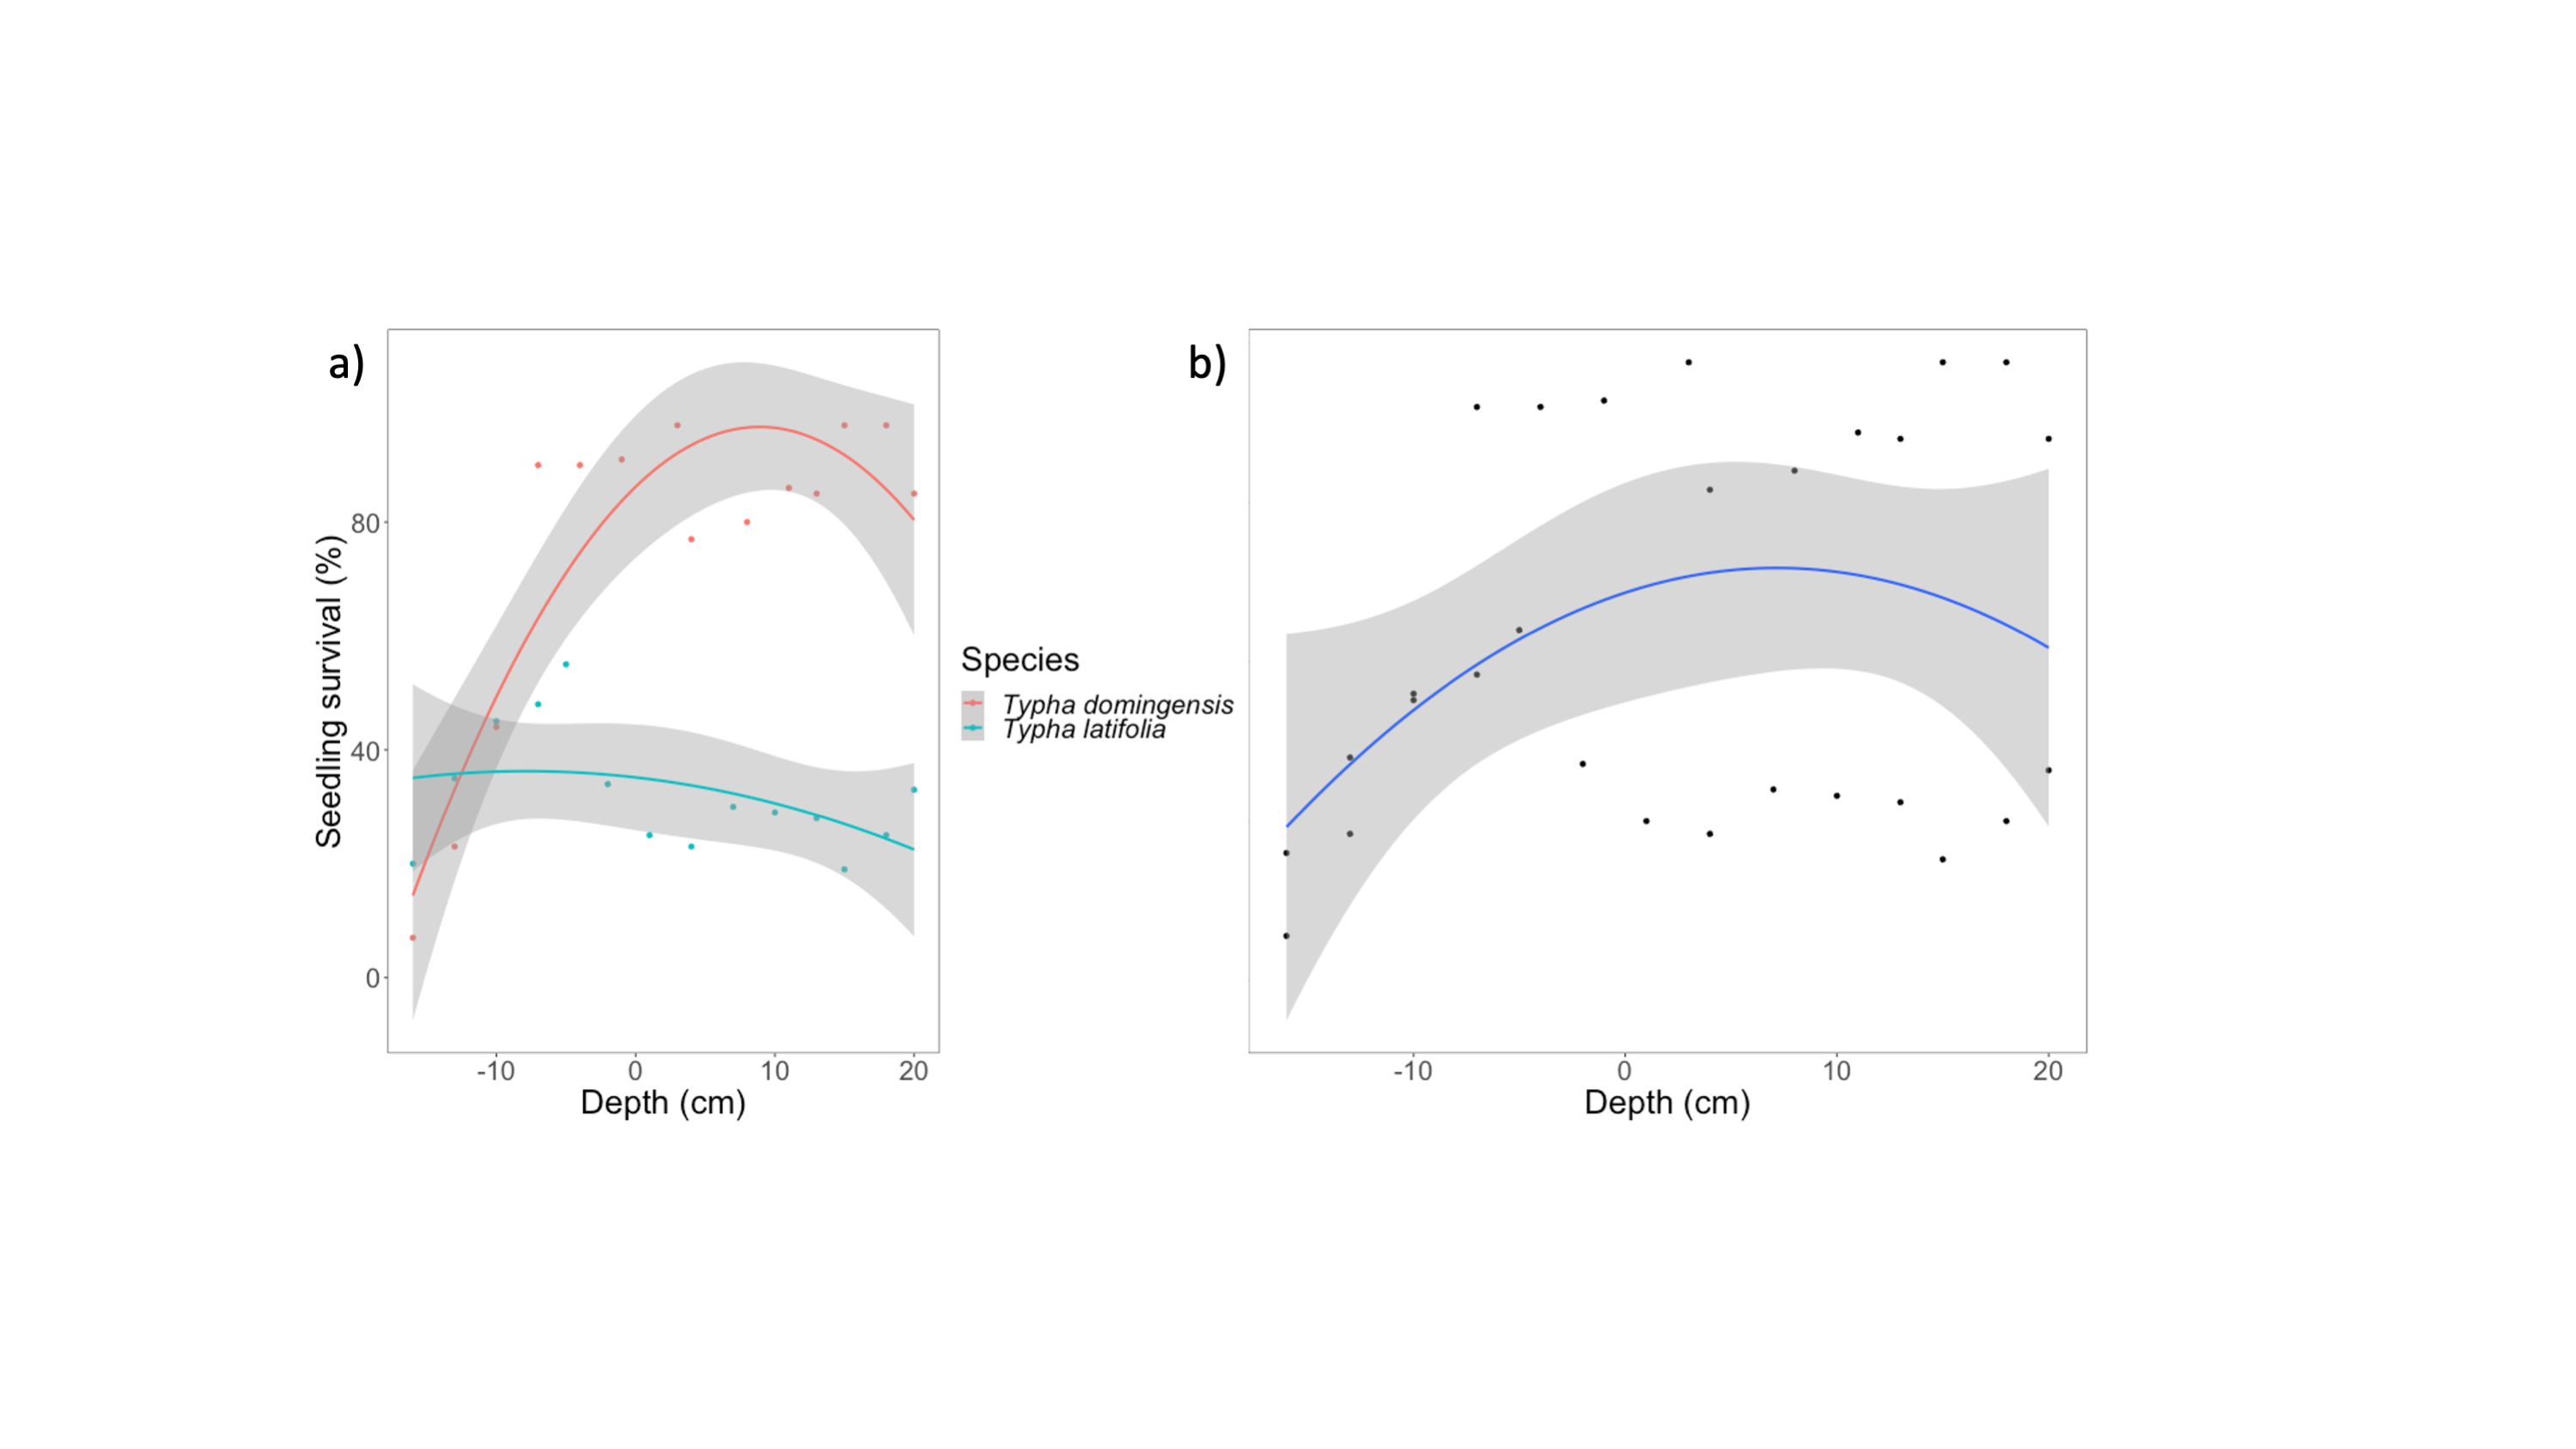 a)
Seedling survival (%)
80
40
0
-10 0 10 20
Depth (cm)
Species
Typha domingensis
Typha latifolia
b)
-10 0 10 20
Depth (cm)